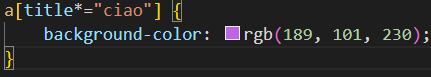 a[title*="ciao"] {
    background-color: rgb(189, 101, 230);
}